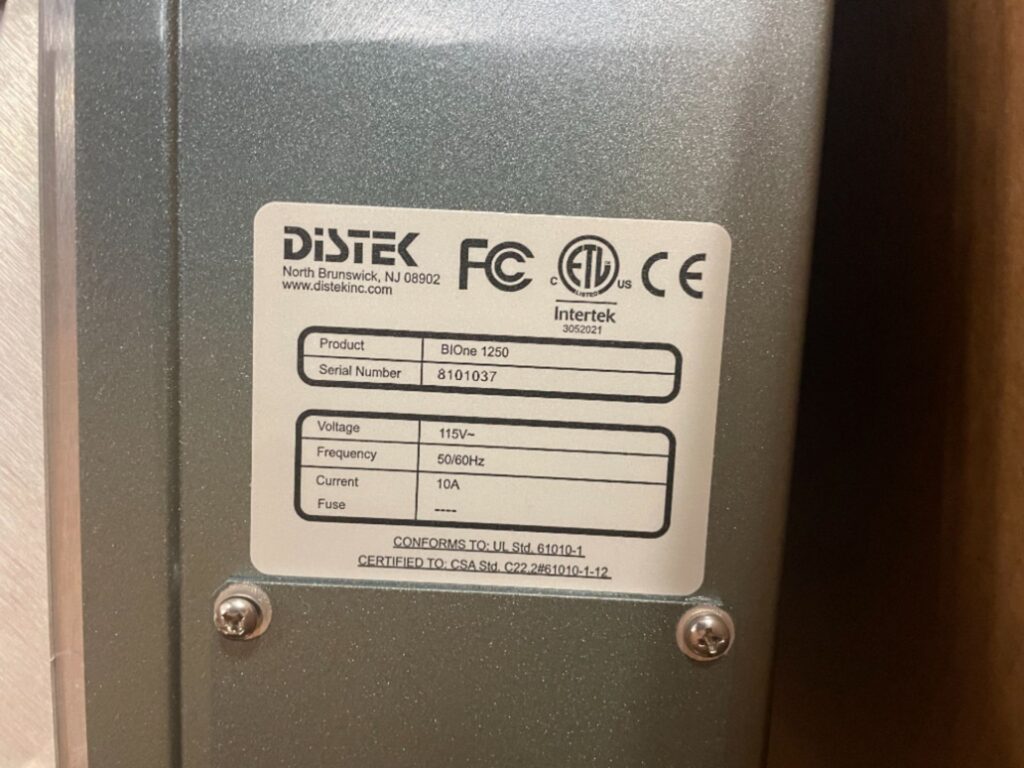 DiSTEK
North Brunswick, NJ 08902
www.distekinc.com
FC
C ETL US
LISTED
CE
Intertek
3052021
Product BIOne 1250
Serial Number 8101037
Voltage 115V~
Frequency 50/60Hz
Current 10A
Fuse ----
CONFORMS TO: UL Std. 61010-1
CERTIFIED TO: CSA Std. C22.2#61010-1-12